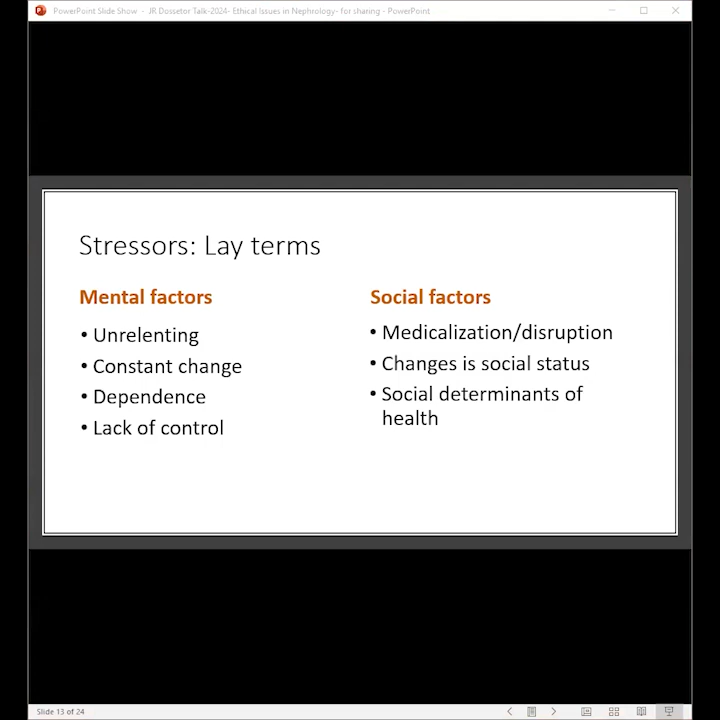 PowerPoint Slide Show - JR Dossetor Talk-2024- Ethical Issues in Nephrology- for sharing - PowerPoint
Stressors: Lay terms
Mental factors
• Unrelenting
• Constant change
• Dependence
• Lack of control
Social factors
• Medicalization/disruption
• Changes is social status
• Social determinants of
health
Slide 13 of 24